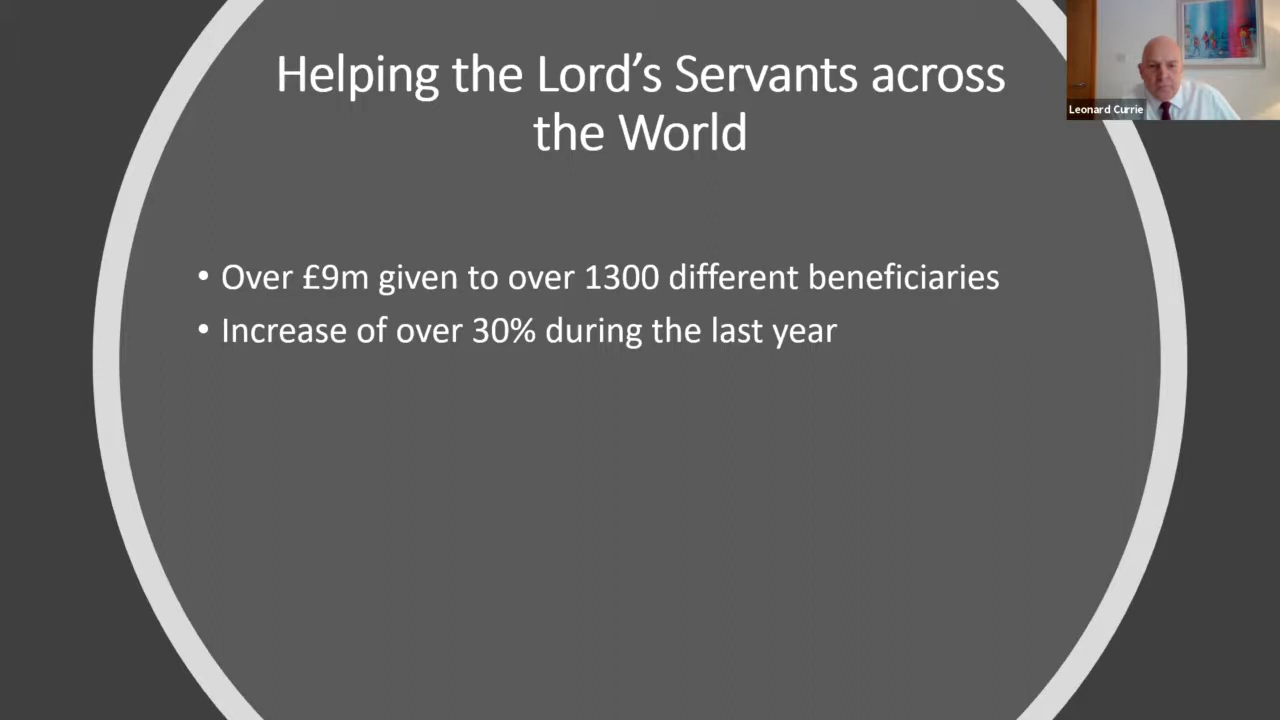 Helping the Lord's Servants across
the World
Leonard Currie
• Over £9m given to over 1300 different beneficiaries
• Increase of over 30% during the last year